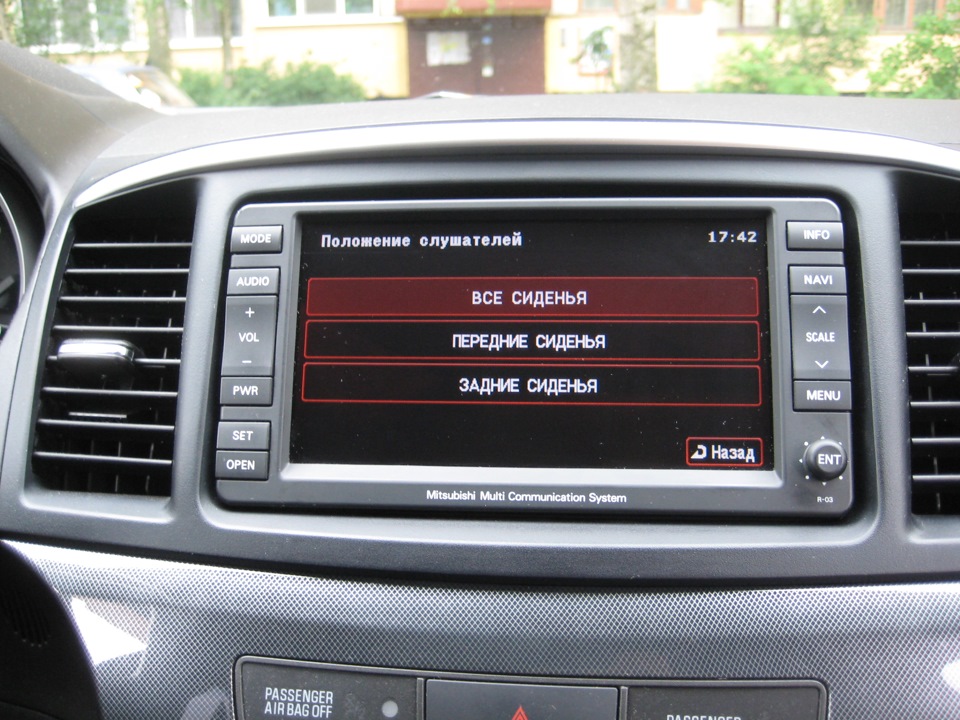 Положение слушателей 17:42
ВСЕ СИДЕНЬЯ
ПЕРЕДНИЕ СИДЕНЬЯ
ЗАДНИЕ СИДЕНЬЯ
Назад
MODE
AUDIO
+
VOL
−
PWR
SET
OPEN
INFO
NAVI
SCALE
MENU
ENT
R-03
Mitsubishi Multi Communication System
PASSENGER
AIR BAG OFF
PASSENGER